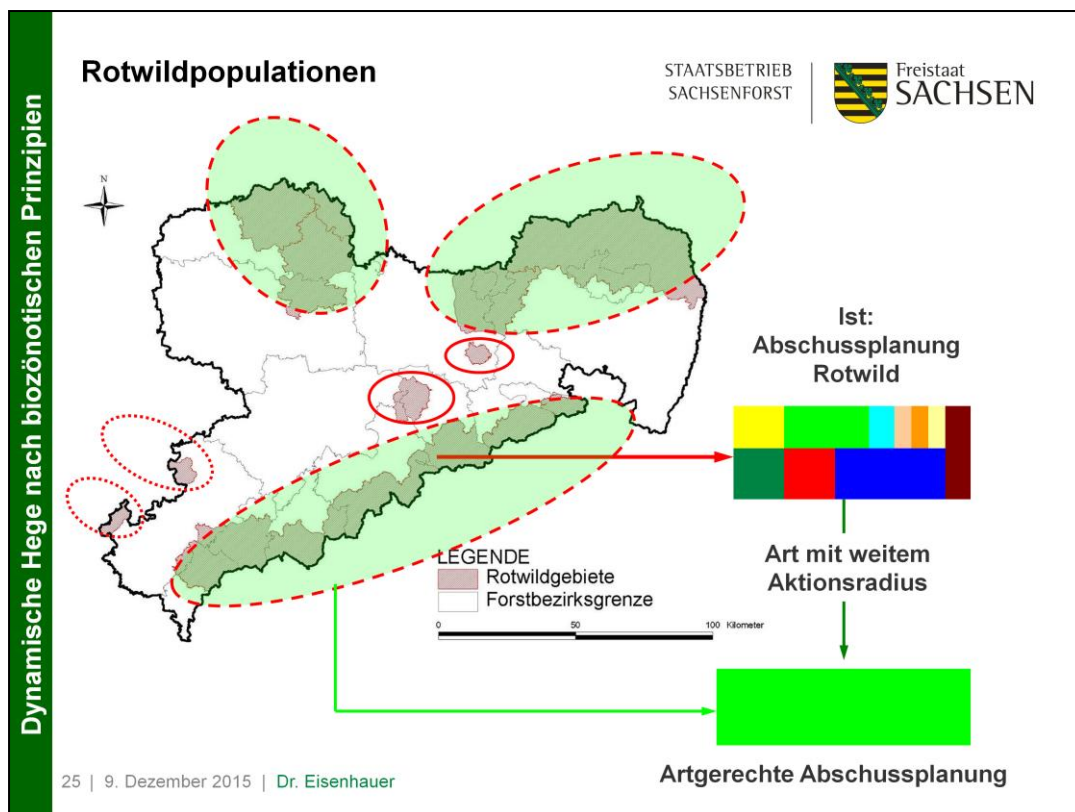 Dynamische Hege nach biozönotischen Prinzipien
Rotwildpopulationen
STAATSBETRIEB
SACHSENFORST
Freistaat
SACHSEN
N
Ist:
Abschussplanung
Rotwild
Art mit weitem
Aktionsradius
LEGENDE
Rotwildgebiete
Forstbezirksgrenze
0 50 100 Kilometer
Artgerechte Abschussplanung
25 | 9. Dezember 2015 | Dr. Eisenhauer